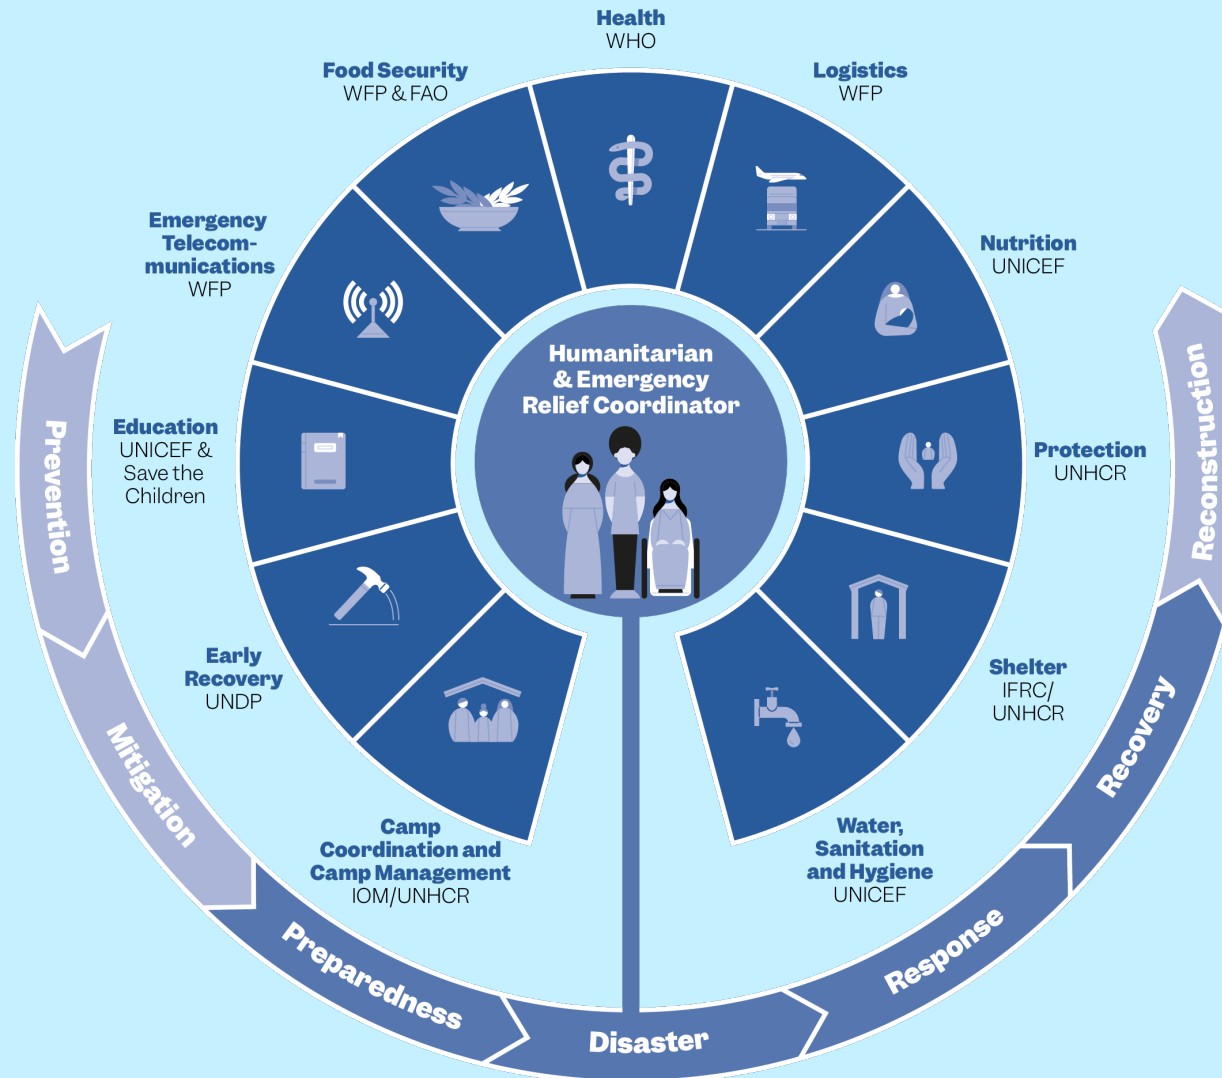 Health
WHO
Food Security
WFP & FAO
Logistics
WFP
Emergency
Telecom-
munications
WFP
Nutrition
UNICEF
Humanitarian
& Emergency
Relief Coordinator
Education
UNICEF &
Save the
Children
Protection
UNHCR
Early
Recovery
UNDP
Shelter
IFRC/
UNHCR
Camp
Coordination and
Camp Management
IOM/UNHCR
Water,
Sanitation
and Hygiene
UNICEF
Prevention
Mitigation
Preparedness
Disaster
Response
Recovery
Reconstruction